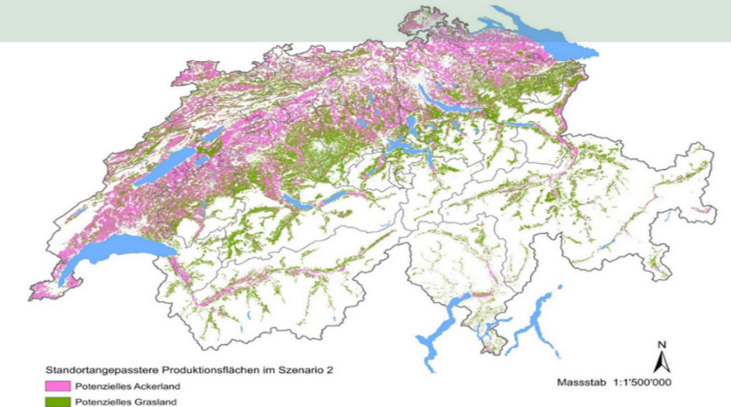 N
Standortangepasstere Produktionsflächen im Szenario 2
Potenzielles Ackerland
Massstab 1:1'500'000
Potenzielles Grasland